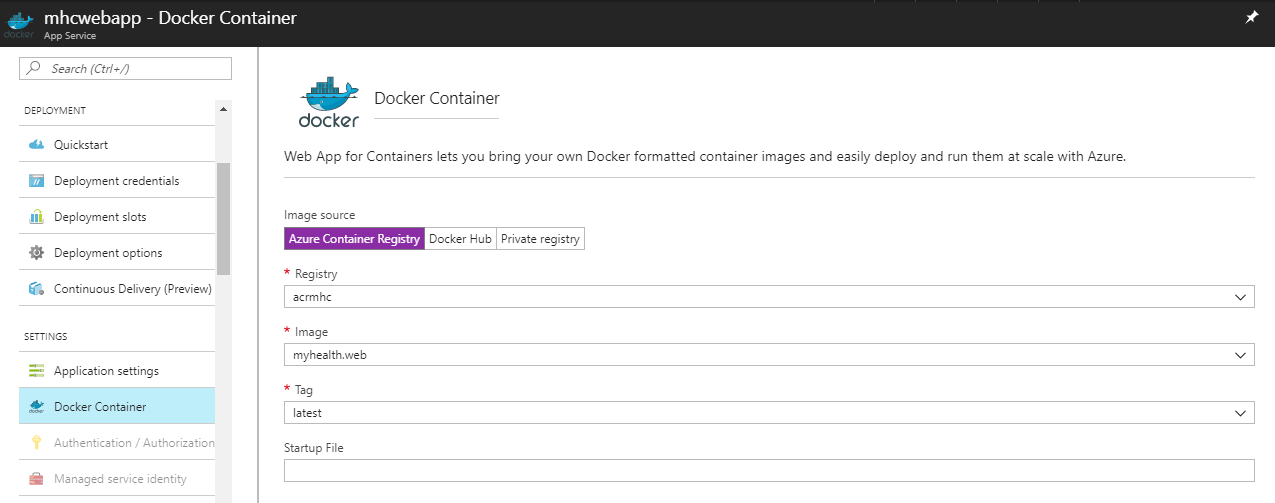 mhcwebapp - Docker Container
docker
App Service
Search (Ctrl+/)
DEPLOYMENT
Quickstart
Deployment credentials
Deployment slots
Deployment options
Continuous Delivery (Preview)
SETTINGS
Application settings
Docker Container
Authentication / Authorization
Managed service identity
docker
Docker Container
Web App for Containers lets you bring your own Docker formatted container images and easily deploy and run them at scale with Azure.
Image source
Azure Container Registry Docker Hub Private registry
* Registry
acrmhc
* Image
myhealth.web
* Tag
latest
Startup File